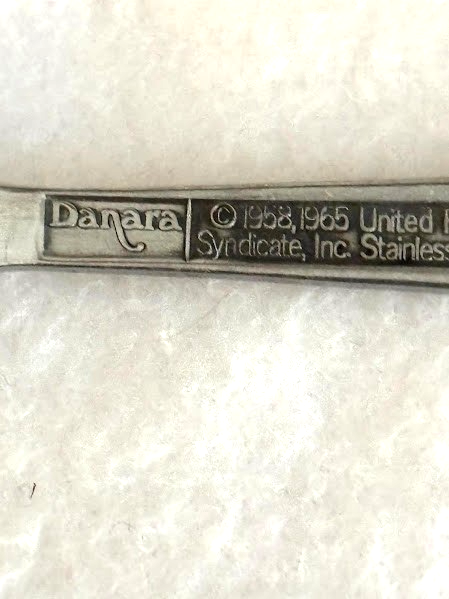 Danara
© 1958, 1965 United
Syndicate, Inc. Stainless